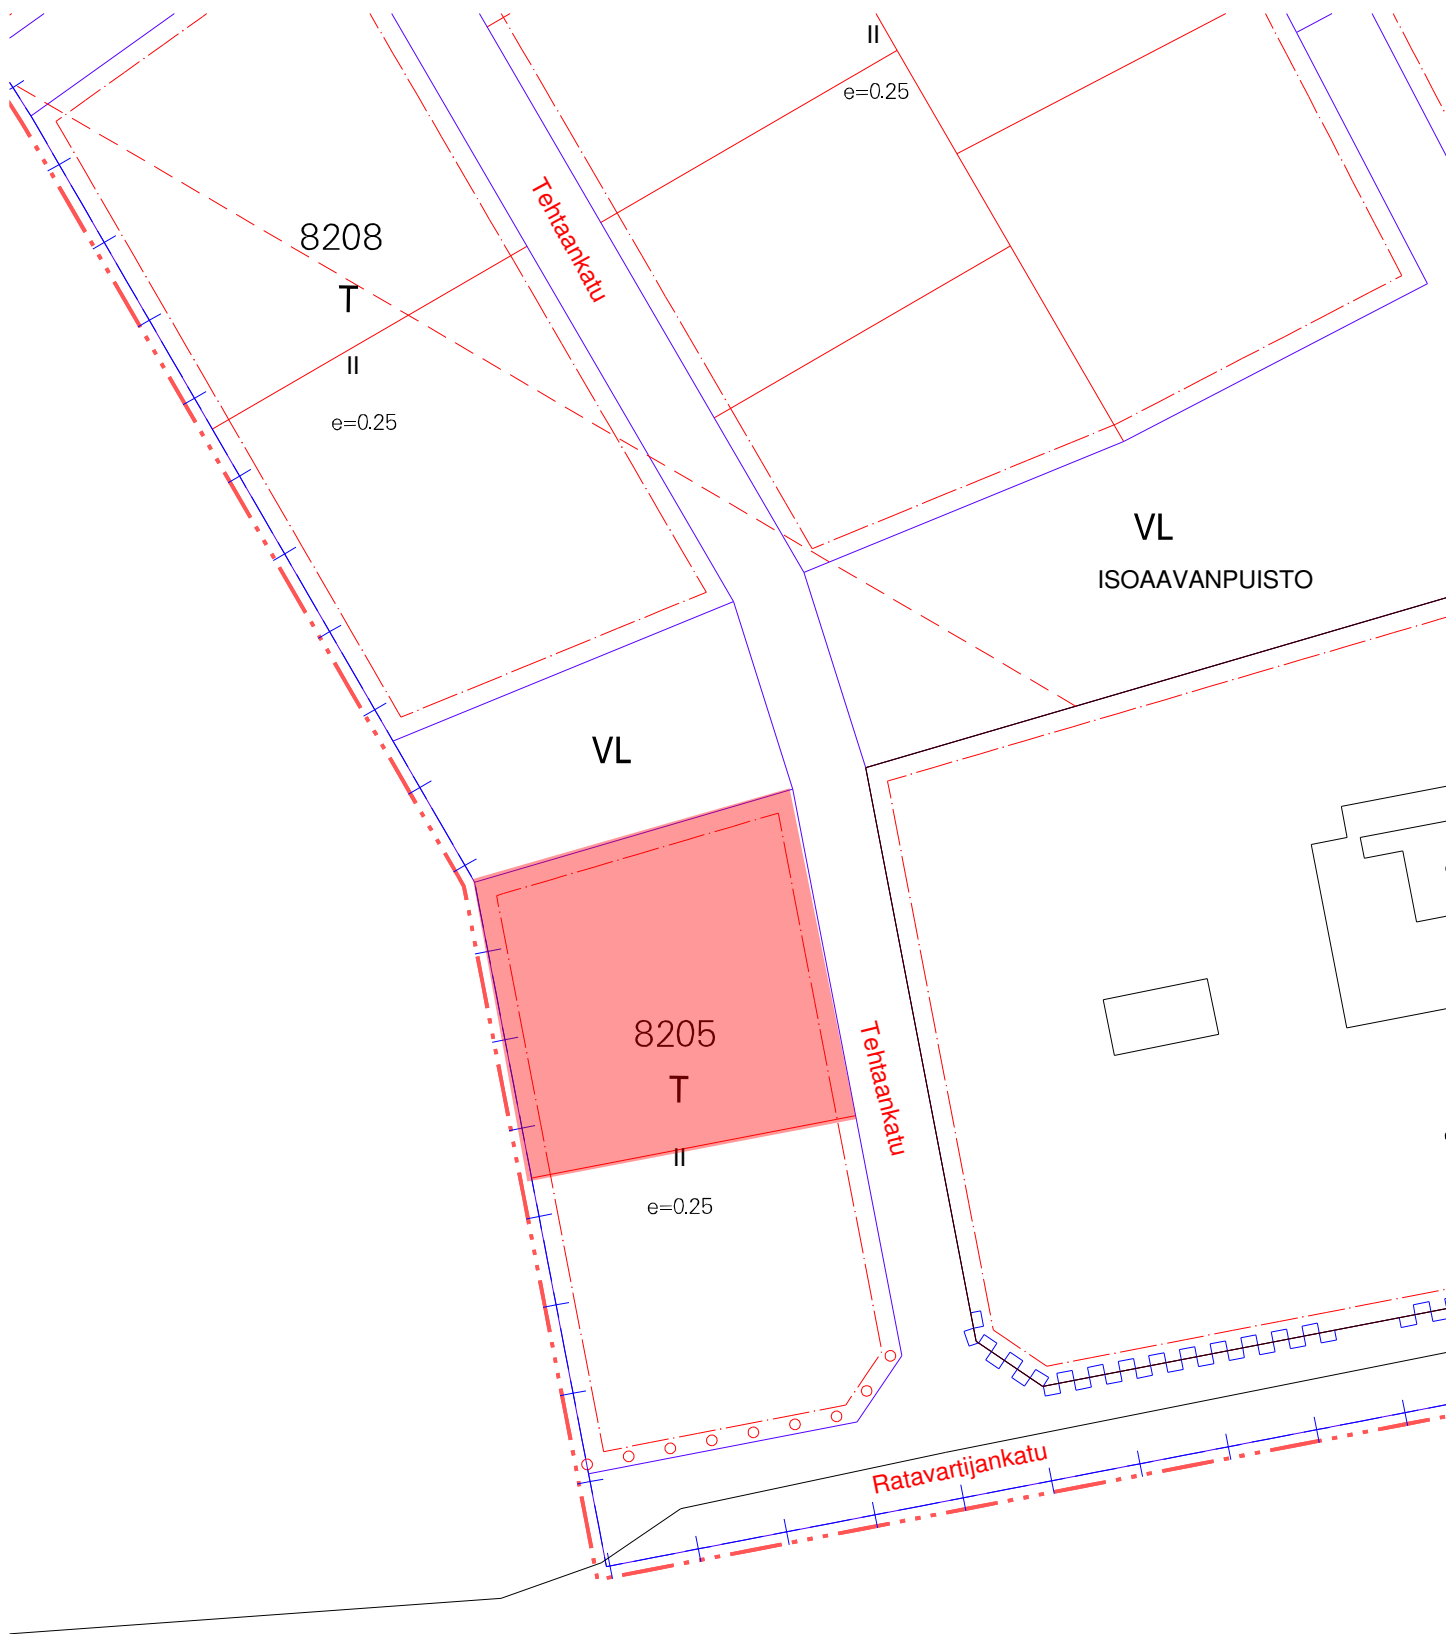 II
e=0.25
Tehtaankatu
8208
T
II
e=0.25
VL
ISOAAVANPUISTO
VL
8205
T
Tehtaankatu
II
e=0.25
Ratavartijankatu